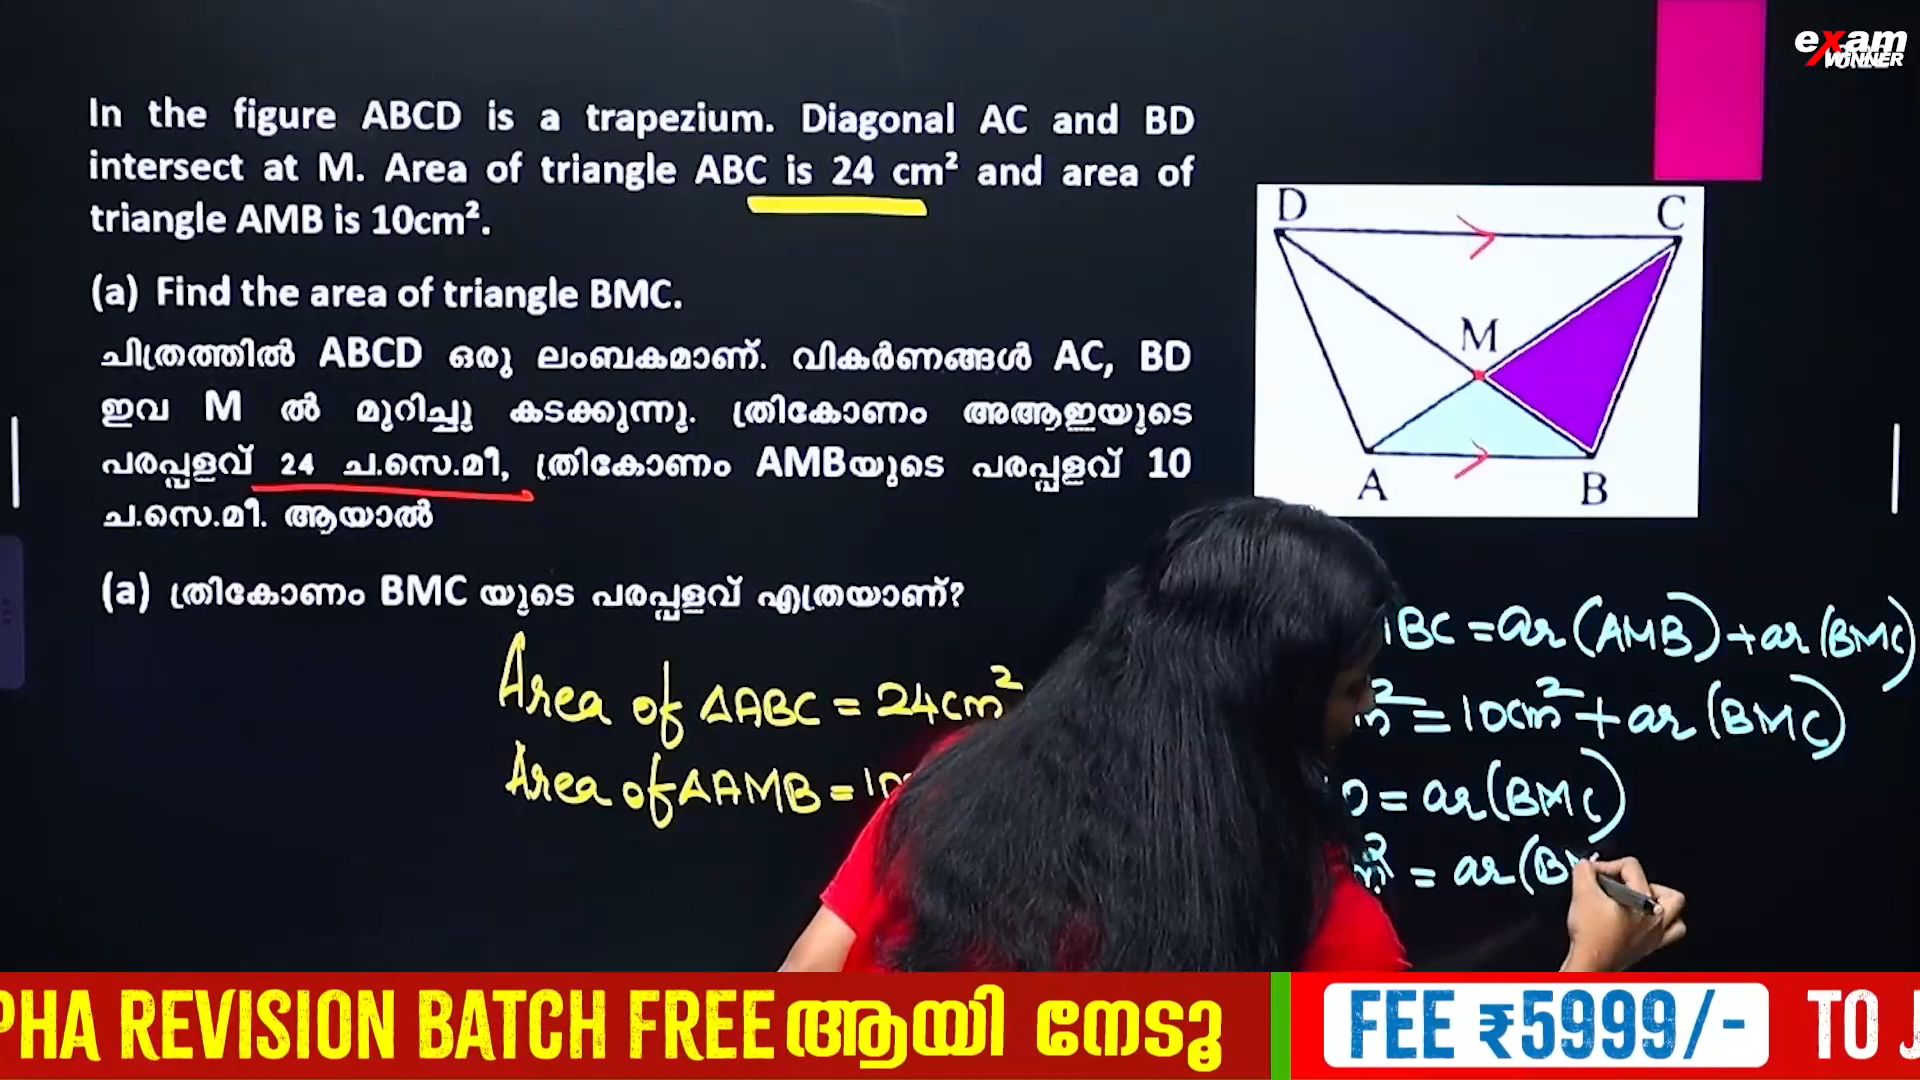 exam
WINNER
In the figure ABCD is a trapezium. Diagonal AC and BD
intersect at M. Area of triangle ABC is 24 cm² and area of
triangle AMB is 10cm².
(a) Find the area of triangle BMC.
ചിത്രത്തിൽ ABCD ഒരു ലംബകമാണ്. വികർണങ്ങൾ AC, BD
ഇവ M ൽ മുറിച്ചു കടക്കുന്നു. ത്രികോണം അആഇയുടെ
പരപ്പളവ് 24 ച.സെ.മീ, ത്രികോണം AMBയുടെ പരപ്പളവ് 10
ച.സെ.മീ. ആയാൽ
(a) ത്രികോണം BMC യുടെ പരപ്പളവ് എത്രയാണ്?
D C
M
A B
Area of ΔABC = 24cm²
Area of ΔAMB = 10
BC = ar (AMB) + ar (BMC)
m² = 10cm² + ar (BMC)
= ar (BMC)
m² = ar (B
PHA REVISION BATCH FREE ആയി നേടൂ
FEE ₹5999/- TO J